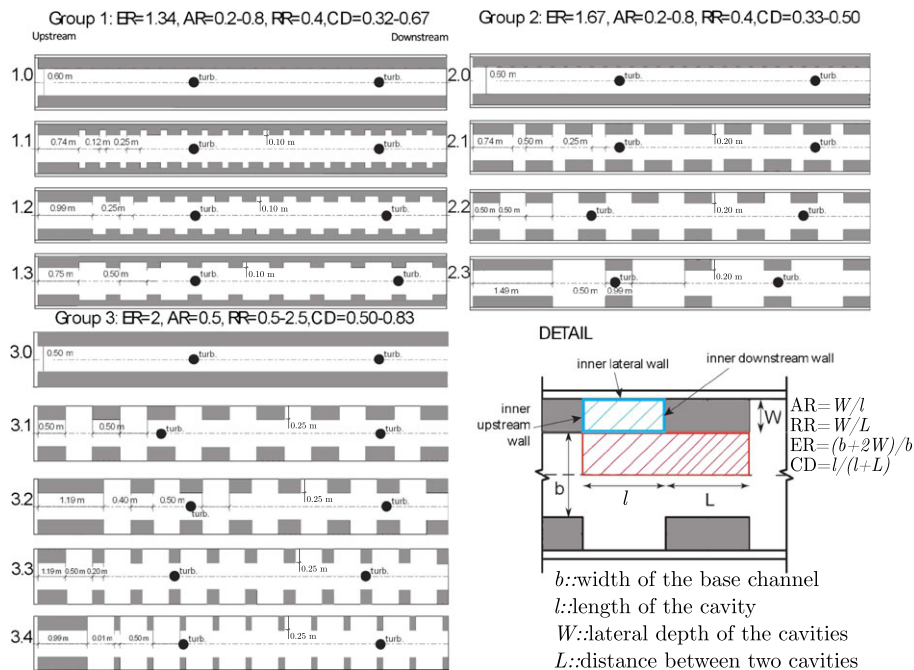 Group 1: ER=1.34, AR=0.2-0.8, RR=0.4,CD=0.32-0.67
Upstream
Downstream
1.0
0.60 m
turb.
turb.
1.1
0.74 m
0.12 m
0.25 m
turb.
0.10 m
turb.
1.2
0.99 m
0.25 m
turb.
0.10 m
turb.
1.3
0.75 m
0.50 m
turb.
0.10 m
turb.
Group 2: ER=1.67, AR=0.2-0.8, RR=0.4,CD=0.33-0.50
2.0
0.60 m
turb.
turb.
2.1
0.74 m
0.50 m
0.25 m
turb.
0.20 m
turb.
2.2
0.50 m
0.50 m
turb.
0.20 m
turb.
2.3
1.49 m
0.50 m
0.99 m
turb.
0.20 m
turb.
Group 3: ER=2, AR=0.5, RR=0.5-2.5,CD=0.50-0.83
3.0
0.50 m
turb.
turb.
3.1
0.50 m
0.50 m
turb.
0.25 m
turb.
3.2
1.19 m
0.40 m
0.50 m
turb.
0.25 m
turb.
3.3
1.19 m
0.50 m
0.20 m
turb.
0.25 m
turb.
3.4
0.99 m
0.01 m
0.50 m
turb.
0.25 m
turb.
DETAIL
inner lateral wall
inner downstream wall
inner
upstream
wall
W
b
l
L
AR=W/l
RR=W/L
ER=(b+2W)/b
CD=l/(l+L)
b::width of the base channel
l::length of the cavity
W::lateral depth of the cavities
L::distance between two cavities